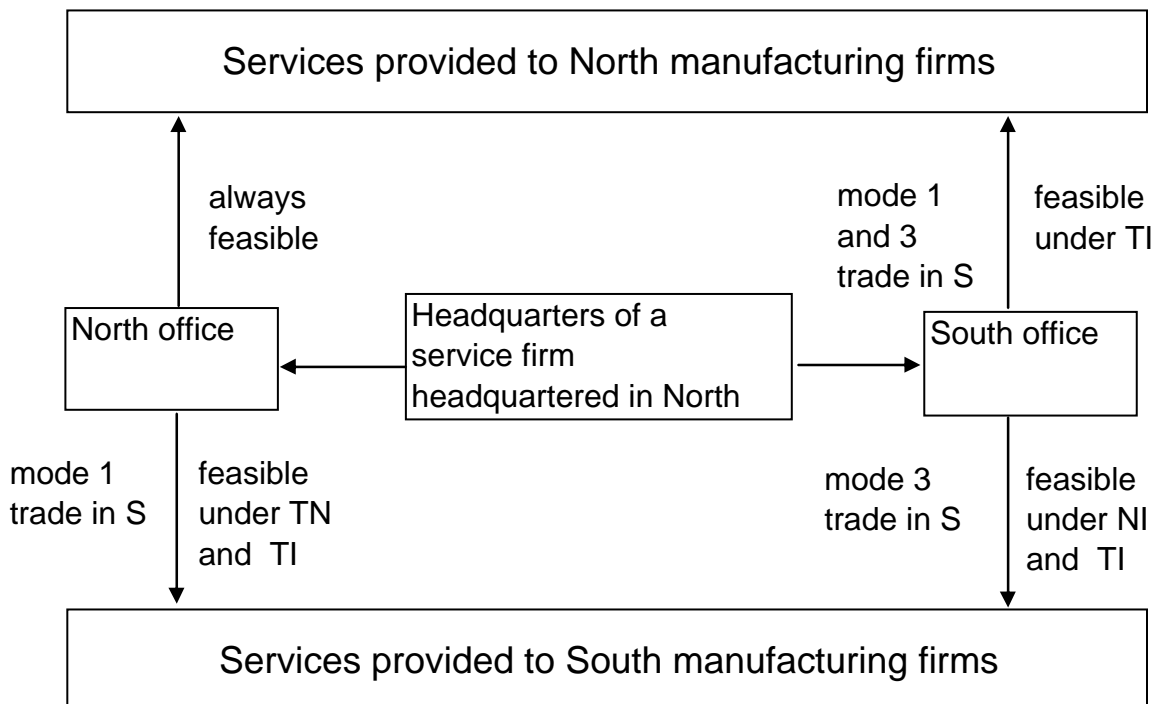 Services provided to North manufacturing firms
always
feasible
mode 1
and 3
trade in S
feasible
under TI
North office
Headquarters of a
service firm
headquartered in North
South office
mode 1
trade in S
feasible
under TN
and TI
mode 3
trade in S
feasible
under NI
and TI
Services provided to South manufacturing firms